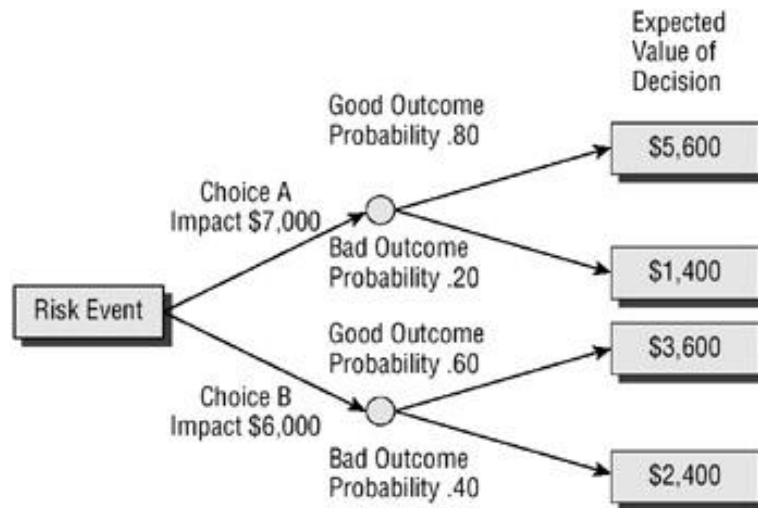 Expected
Value of
Decision
Good Outcome
Probability .80
$5,600
Choice A
Impact $7,000
Bad Outcome
Probability .20
$1,400
Risk Event
Good Outcome
Probability .60
$3,600
Choice B
Impact $6,000
Bad Outcome
Probability .40
$2,400